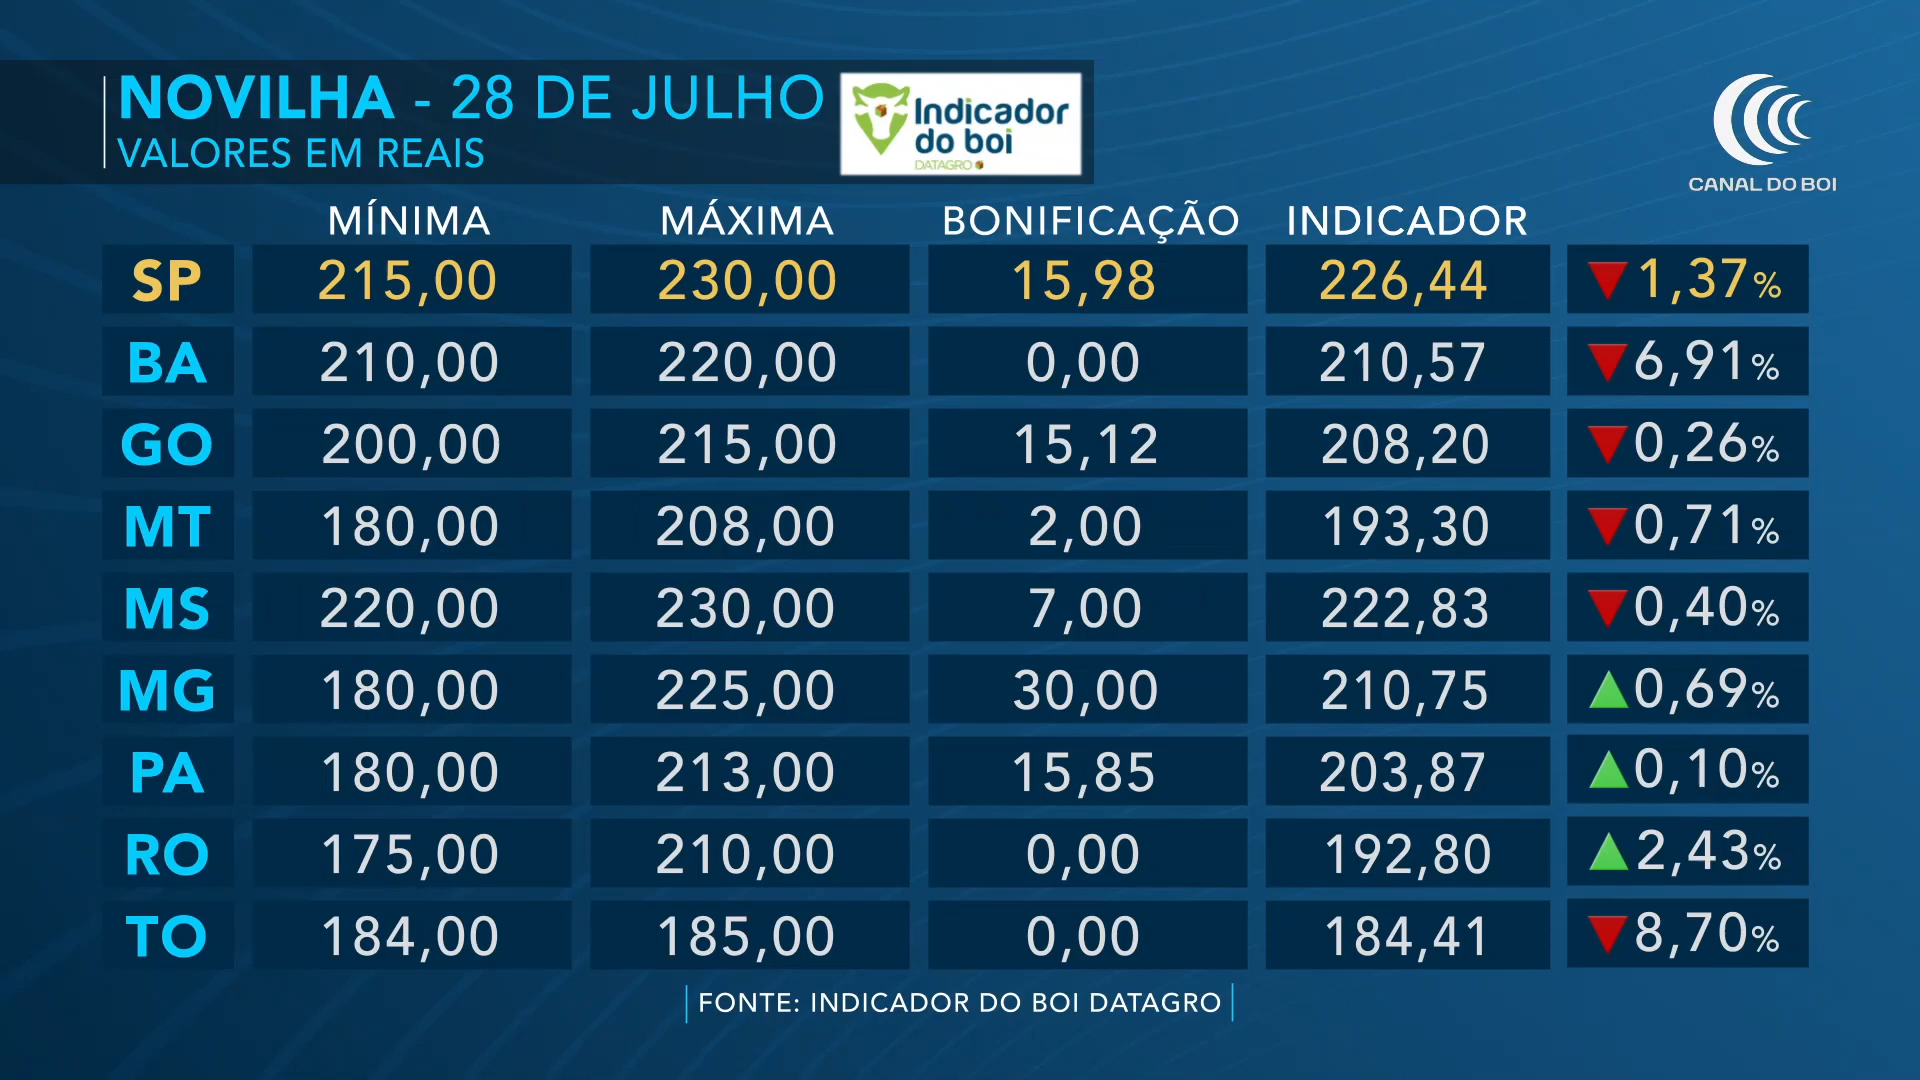 NOVILHA - 28 DE JULHO
VALORES EM REAIS
Indicador
do boi
DATAGRO
CANAL DO BOI
MÍNIMA MÁXIMA BONIFICAÇÃO INDICADOR
SP 215,00 230,00 15,98 226,44 1,37%
BA 210,00 220,00 0,00 210,57 6,91%
GO 200,00 215,00 15,12 208,20 0,26%
MT 180,00 208,00 2,00 193,30 0,71%
MS 220,00 230,00 7,00 222,83 0,40%
MG 180,00 225,00 30,00 210,75 0,69%
PA 180,00 213,00 15,85 203,87 0,10%
RO 175,00 210,00 0,00 192,80 2,43%
TO 184,00 185,00 0,00 184,41 8,70%
FONTE: INDICADOR DO BOI DATAGRO